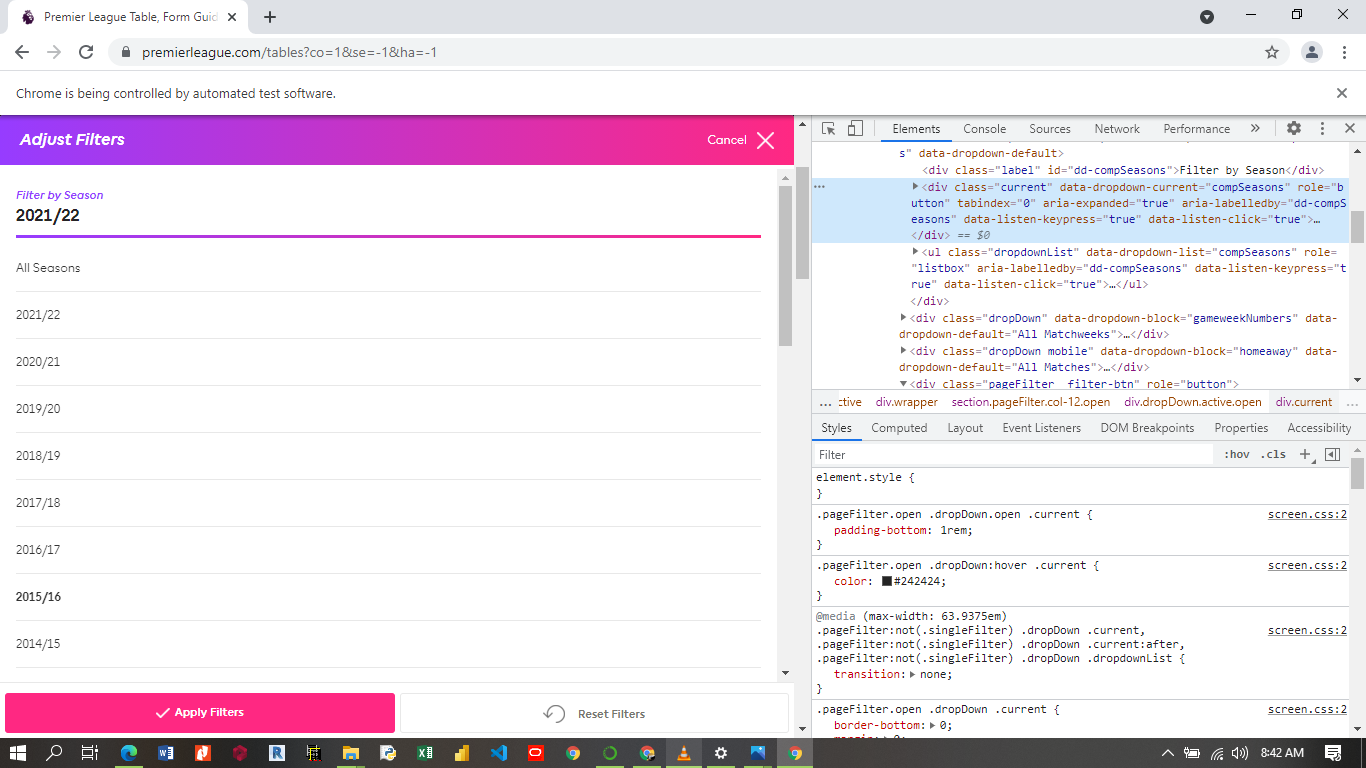 Premier League Table, Form Guid
premierleague.com/tables?co=1&se=-1&ha=-1
Chrome is being controlled by automated test software.
Adjust Filters
Cancel
Filter by Season
2021/22
All Seasons
2021/22
2020/21
2019/20
2018/19
2017/18
2016/17
2015/16
2014/15
Apply Filters
Reset Filters
Elements Console Sources Network Performance »
s" data-dropdown-default>
<div class="label" id="dd-compSeasons">Filter by Season</div>
<div class="current" data-dropdown-current="compSeasons" role="b
utton" tabindex="0" aria-expanded="true" aria-labelledby="dd-compS
easons" data-listen-keypress="true" data-listen-click="true">…
</div> == $0
<ul class="dropdownList" data-dropdown-list="compSeasons" role=
"listbox" aria-labelledby="dd-compSeasons" data-listen-keypress="t
rue" data-listen-click="true">…</ul>
</div>
<div class="dropDown" data-dropdown-block="gameweekNumbers" data-
dropdown-default="All Matchweeks">…</div>
<div class="dropDown mobile" data-dropdown-block="homeaway" data-
dropdown-default="All Matches">…</div>
<div class="pageFilter__filter-btn" role="button">
... ctive div.wrapper section.pageFilter.col-12.open div.dropDown.active.open div.current ...
Styles Computed Layout Event Listeners DOM Breakpoints Properties Accessibility
Filter :hov .cls +
element.style {
}
.pageFilter.open .dropDown.open .current { screen.css:2
padding-bottom: 1rem;
}
.pageFilter.open .dropDown:hover .current { screen.css:2
color: #242424;
}
@media (max-width: 63.9375em)
.pageFilter:not(.singleFilter) .dropDown .current, screen.css:2
.pageFilter:not(.singleFilter) .dropDown .current:after,
.pageFilter:not(.singleFilter) .dropDown .dropdownList {
transition: none;
}
.pageFilter.open .dropDown .current { screen.css:2
border-bottom: 0;
8:42 AM